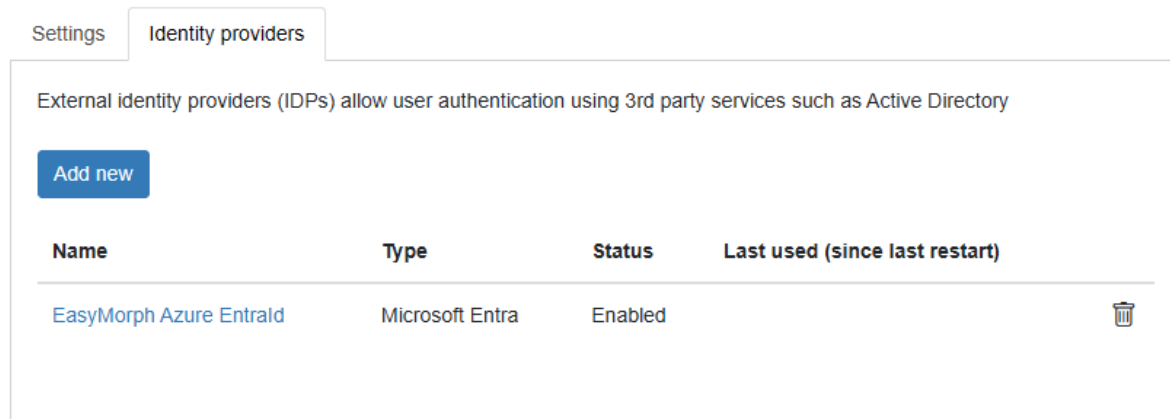 Settings Identity providers
External identity providers (IDPs) allow user authentication using 3rd party services such as Active Directory
Add new
Name Type Status Last used (since last restart)
EasyMorph Azure EntraId Microsoft Entra Enabled